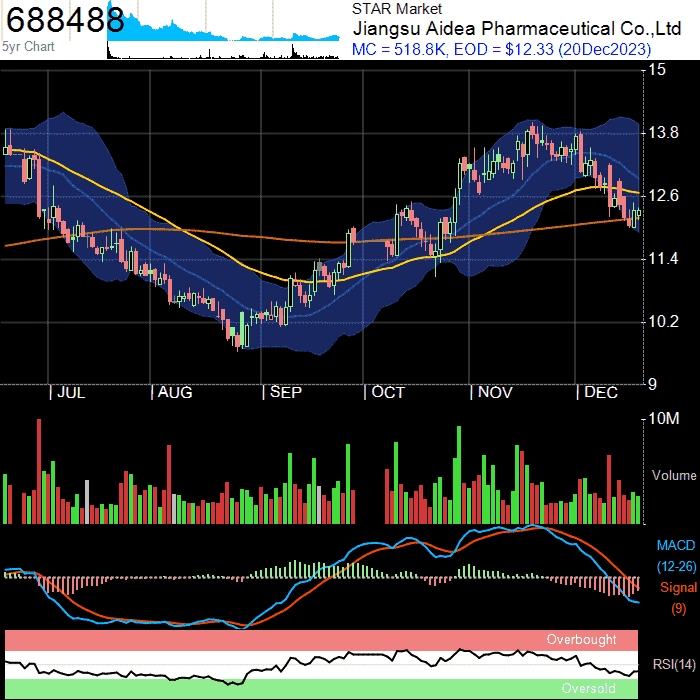 688488
5yr Chart
STAR Market
Jiangsu Aidea Pharmaceutical Co.,Ltd
MC = 518.8K, EOD = $12.33 (20Dec2023)
15
13.8
12.6
11.4
10.2
9
JUL
AUG
SEP
OCT
NOV
DEC
10M
Volume
MACD
(12-26)
Signal
(9)
Overbought
RSI(14)
Oversold